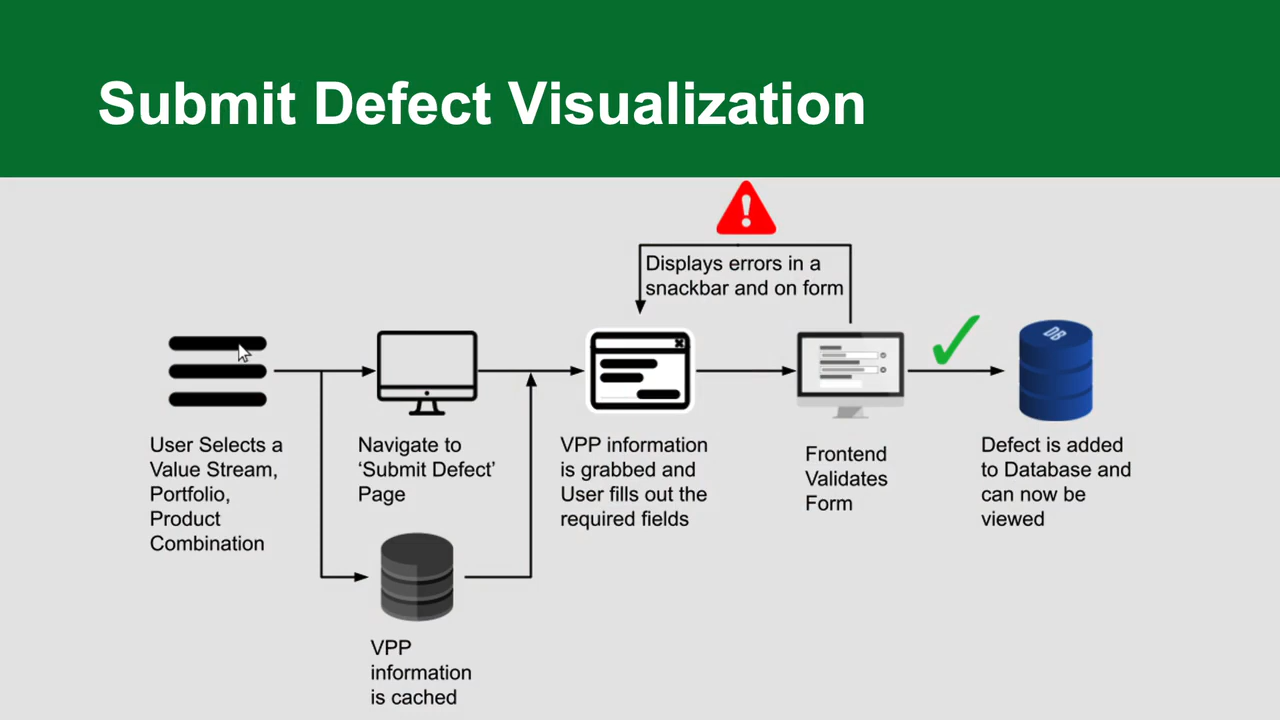 Submit Defect Visualization
Displays errors in a
snackbar and on form
DB
User Selects a
Value Stream,
Portfolio,
Product
Combination
Navigate to
‘Submit Defect’
Page
VPP information
is grabbed and
User fills out the
required fields
Frontend
Validates
Form
Defect is added
to Database and
can now be
viewed
VPP
information
is cached